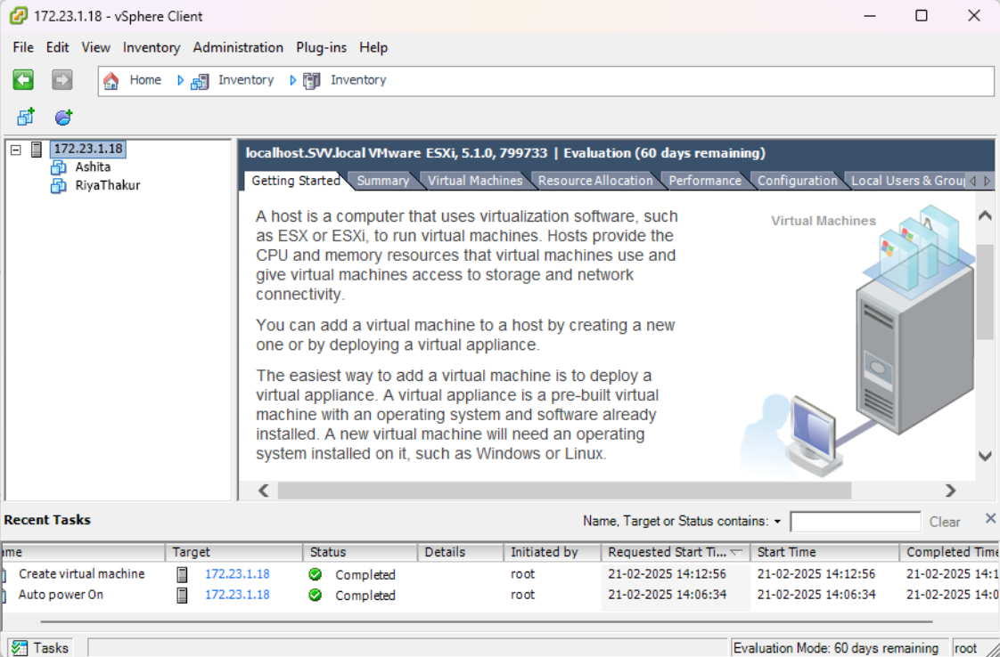 172.23.1.18 - vSphere Client
File Edit View Inventory Administration Plug-ins Help
Home Inventory Inventory
172.23.1.18
Ashita
RiyaThakur
localhost.SVV.local VMware ESXi, 5.1.0, 799733 | Evaluation (60 days remaining)
Getting Started Summary Virtual Machines Resource Allocation Performance Configuration Local Users & Grou
A host is a computer that uses virtualization software, such
as ESX or ESXi, to run virtual machines. Hosts provide the
CPU and memory resources that virtual machines use and
give virtual machines access to storage and network
connectivity.
You can add a virtual machine to a host by creating a new
one or by deploying a virtual appliance.
The easiest way to add a virtual machine is to deploy a
virtual appliance. A virtual appliance is a pre-built virtual
machine with an operating system and software already
installed. A new virtual machine will need an operating
system installed on it, such as Windows or Linux.
Virtual Machines
Recent Tasks
Name, Target or Status contains: Clear
me Target Status Details Initiated by Requested Start Ti... Start Time Completed Time
Create virtual machine 172.23.1.18 Completed root 21-02-2025 14:12:56 21-02-2025 14:12:56 21-02-2025 14:1
Auto power On 172.23.1.18 Completed root 21-02-2025 14:06:34 21-02-2025 14:06:34 21-02-2025 14:0
Tasks Evaluation Mode: 60 days remaining root